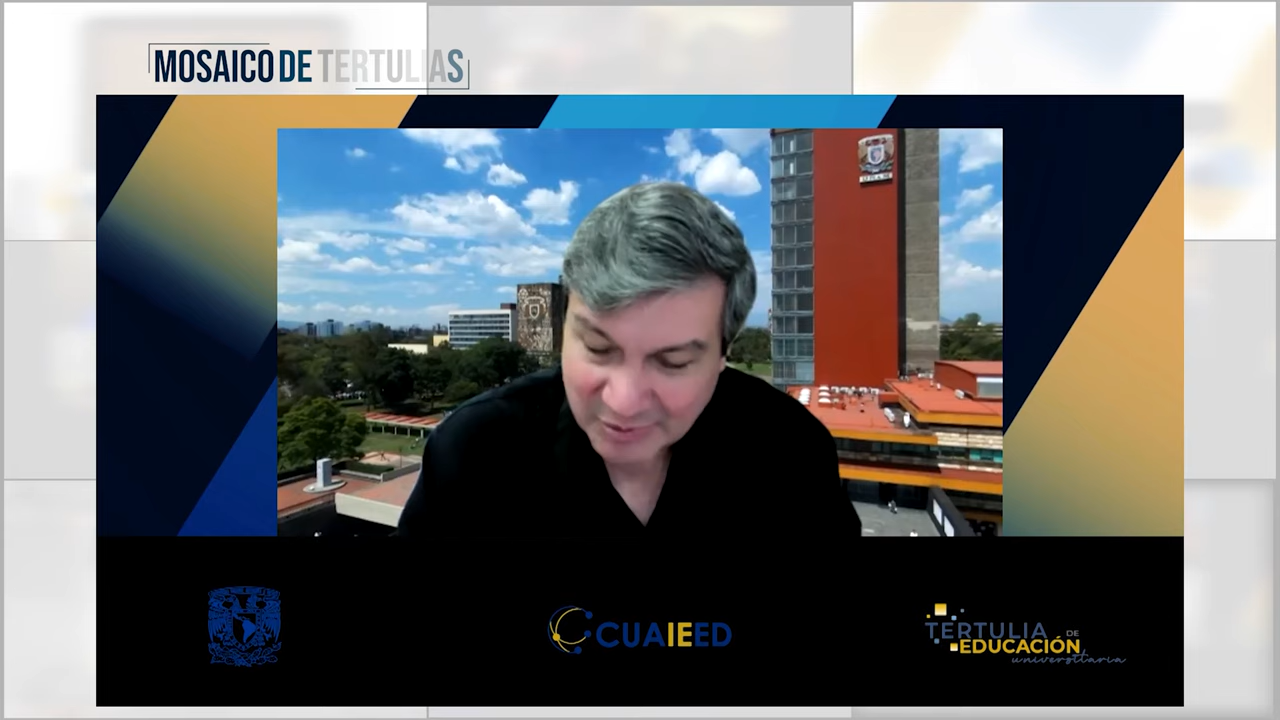 MOSAICO DE TERTULIAS
CUAIEED
TERTULIA DE
EDUCACIÓN
universitaria